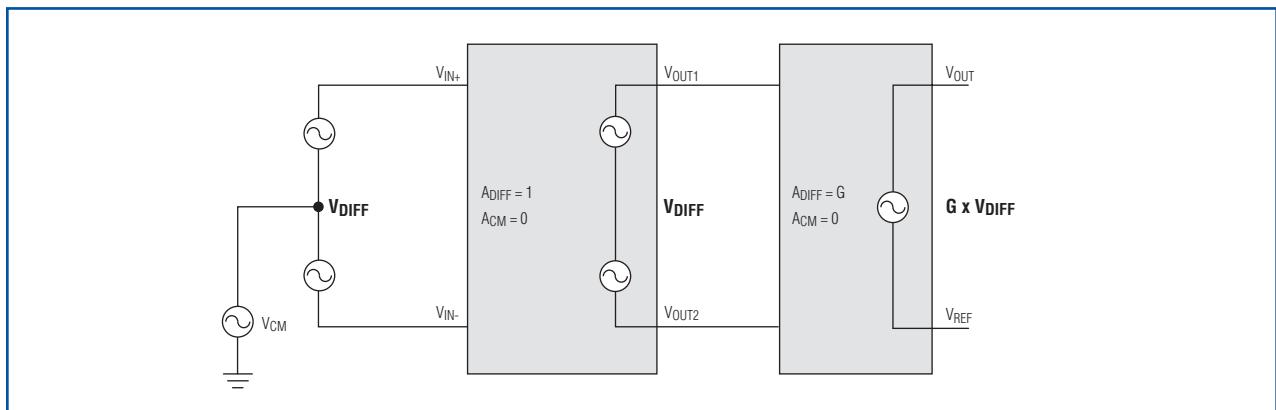 VIN+
VOUT1
VOUT
ADIFF = 1
ACM = 0
VDIFF
VDIFF
ADIFF = G
ACM = 0
G x VDIFF
VCM
VIN-
VOUT2
VREF